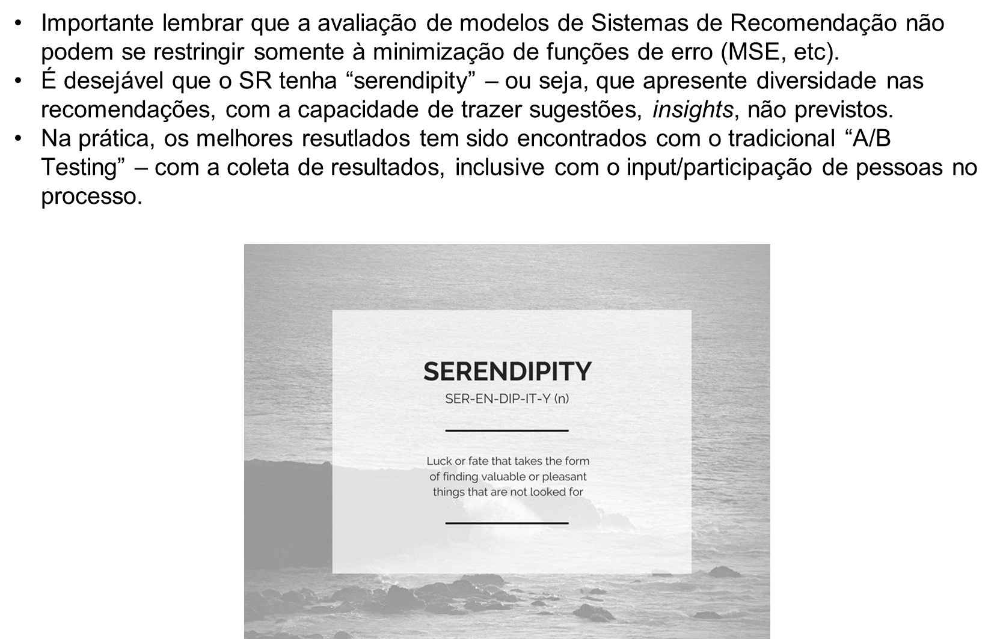 • Importante lembrar que a avaliação de modelos de Sistemas de Recomendação não
podem se restringir somente à minimização de funções de erro (MSE, etc).
• É desejável que o SR tenha “serendipity” – ou seja, que apresente diversidade nas
recomendações, com a capacidade de trazer sugestões, insights, não previstos.
• Na prática, os melhores resutlados tem sido encontrados com o tradicional “A/B
Testing” – com a coleta de resultados, inclusive com o input/participação de pessoas no
processo.
SERENDIPITY
SER-EN-DIP-IT-Y (n)
Luck or fate that takes the form
of finding valuable or pleasant
things that are not looked for